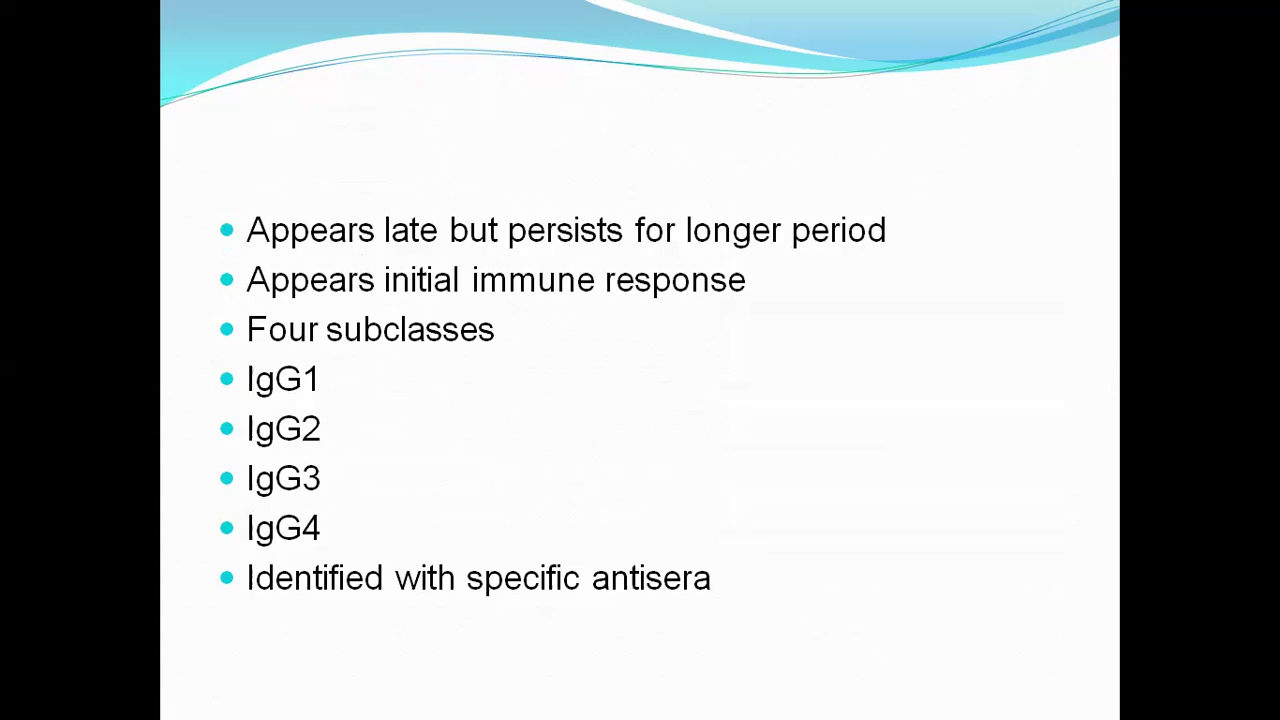 Appears late but persists for longer period
Appears initial immune response
Four subclasses
IgG1
IgG2
IgG3
IgG4
Identified with specific antisera